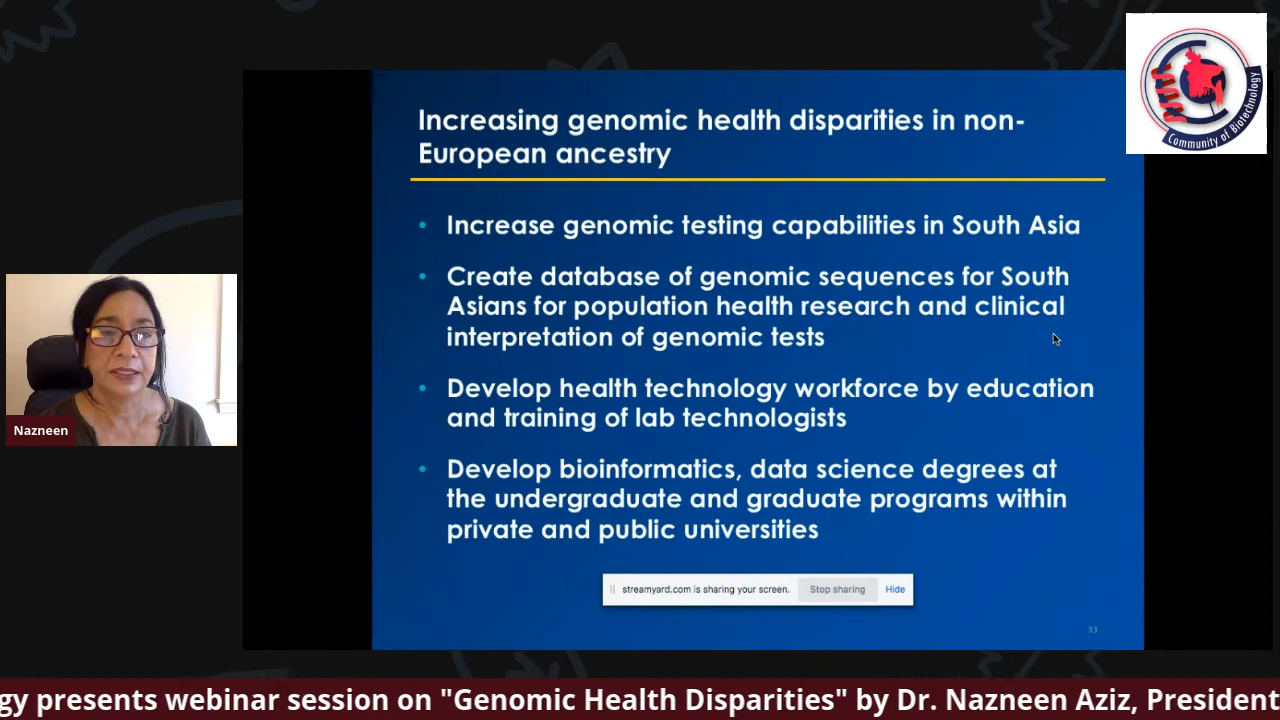 Community of Biotechnology
Increasing genomic health disparities in non-
European ancestry
• Increase genomic testing capabilities in South Asia
• Create database of genomic sequences for South
Asians for population health research and clinical
interpretation of genomic tests
• Develop health technology workforce by education
and training of lab technologists
• Develop bioinformatics, data science degrees at
the undergraduate and graduate programs within
private and public universities
streamyard.com is sharing your screen. Stop sharing Hide
33
Nazneen
gy presents webinar session on "Genomic Health Disparities" by Dr. Nazneen Aziz, President